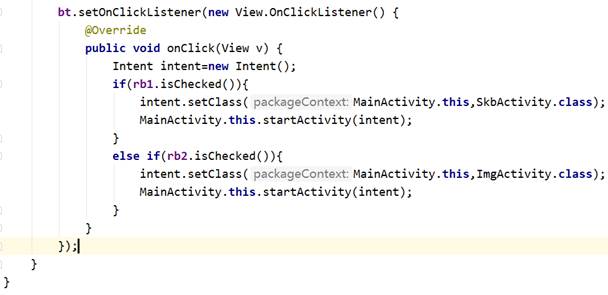 bt.setOnClickListener(new View.OnClickListener() {
@Override
public void onClick(View v) {
Intent intent=new Intent();
if(rb1.isChecked()){
intent.setClass( packageContext: MainActivity.this,SkbActivity.class);
MainActivity.this.startActivity(intent);
}
else if(rb2.isChecked()){
intent.setClass( packageContext: MainActivity.this,ImgActivity.class);
MainActivity.this.startActivity(intent);
}
}
});
}
}